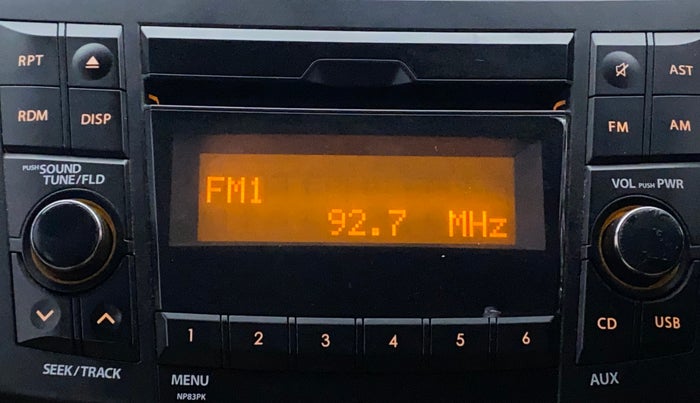 RPT
AST
RDM
DISP
FM
AM
PUSH SOUND
TUNE/FLD
VOL PUSH PWR
FM1
92.7 MHz
1 2 3 4 5 6
CD
USB
SEEK/TRACK
MENU
NP83PK
AUX